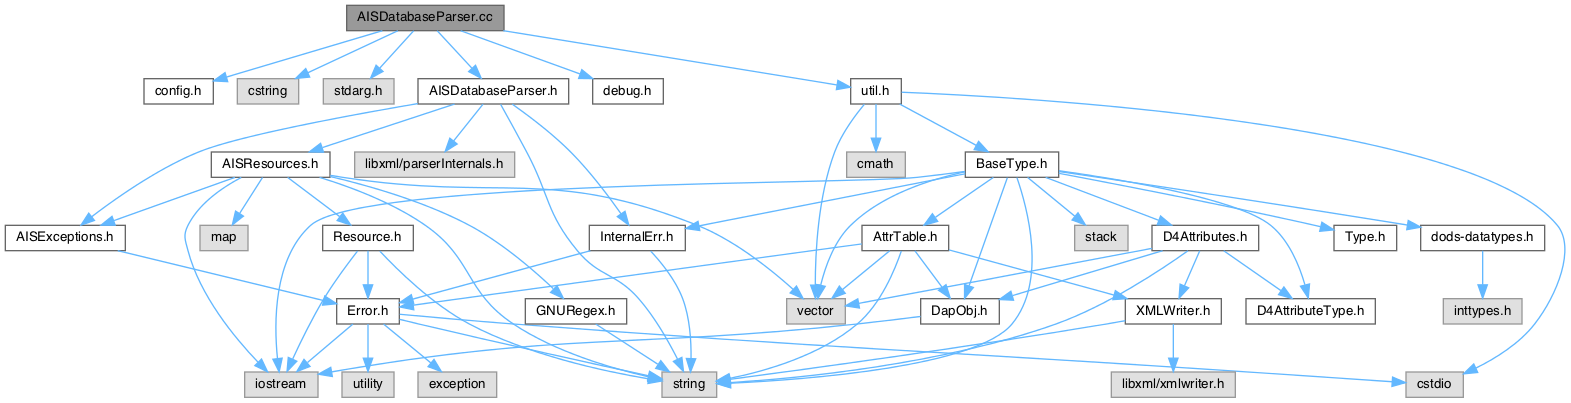 AISDatabaseParser.cc
config.h
cstring
stdarg.h
AISDatabaseParser.h
debug.h
util.h
AISResources.h
libxml/parserInternals.h
cmath
BaseType.h
AISExceptions.h
map
Resource.h
InternalErr.h
AttrTable.h
stack
D4Attributes.h
Type.h
dods-datatypes.h
Error.h
GNURegex.h
vector
DapObj.h
XMLWriter.h
D4AttributeType.h
inttypes.h
iostream
utility
exception
string
libxml/xmlwriter.h
cstdio